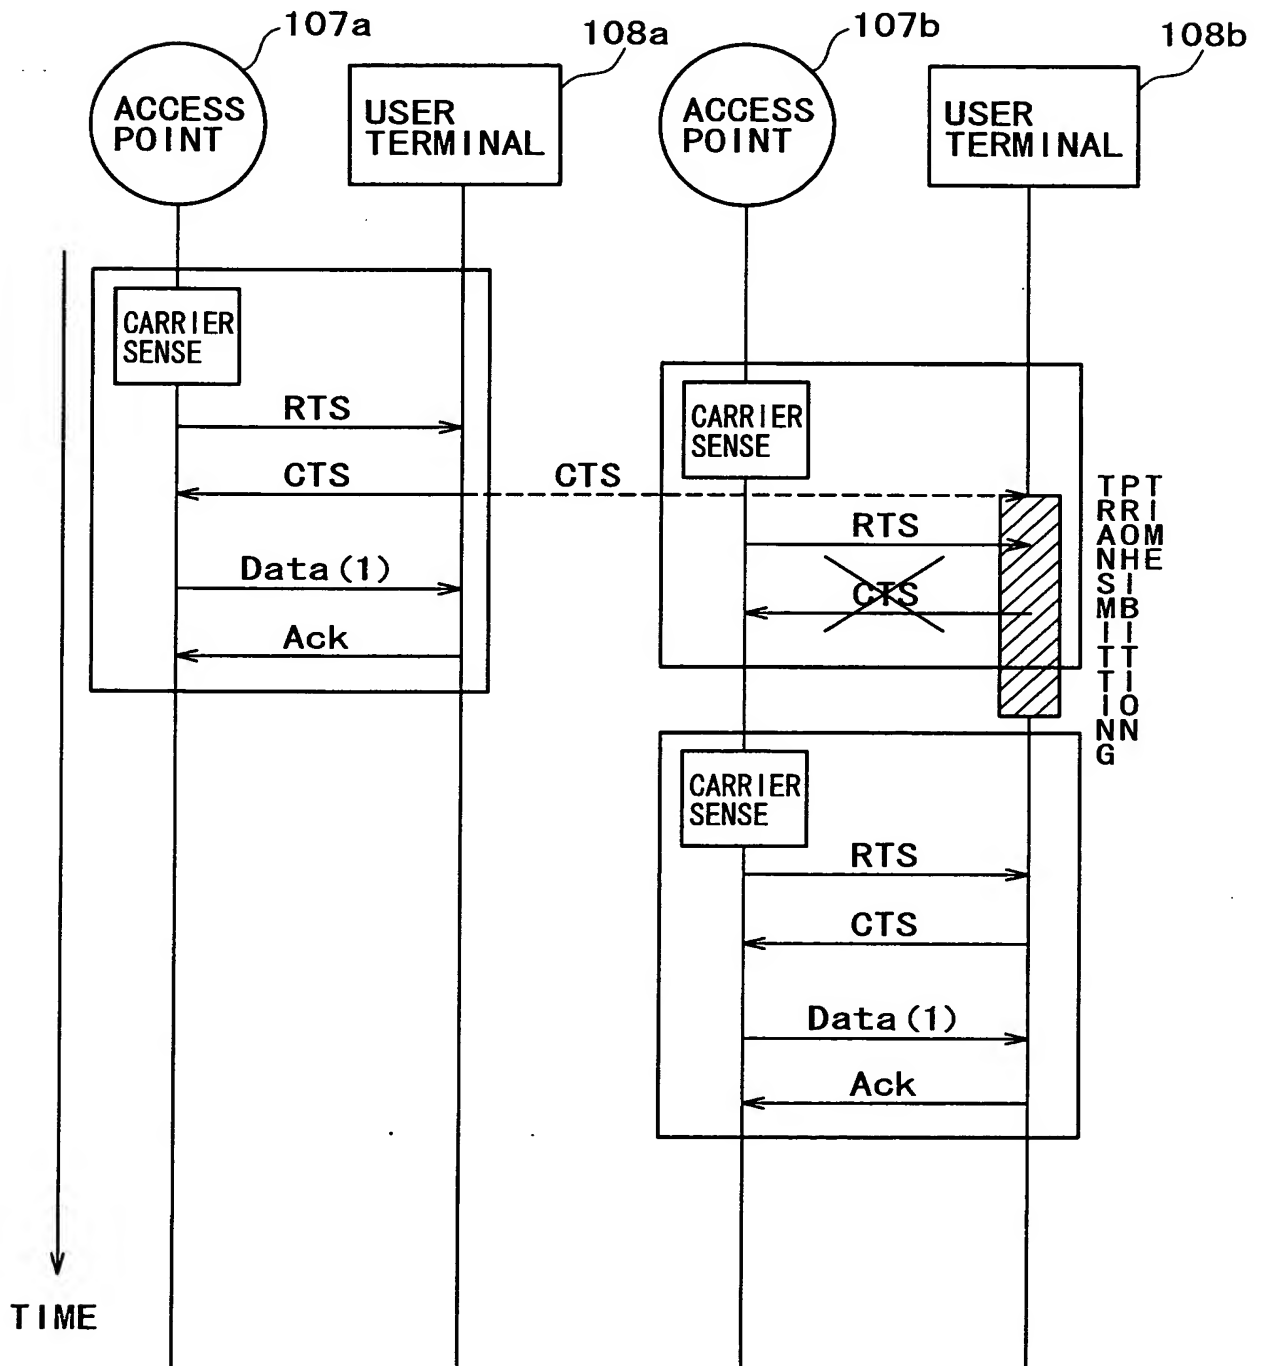 107a
108a
107b
108b
ACCESS
POINT
USER
TERMINAL
ACCESS
POINT
USER
TERMINAL
CARRIER
SENSE
RTS
CTS
Data(1)
Ack
CTS
CARRIER
SENSE
RTS
CTS
TRANSMITTING
PROHIBITION
TIME
CARRIER
SENSE
RTS
CTS
Data(1)
Ack
TIME